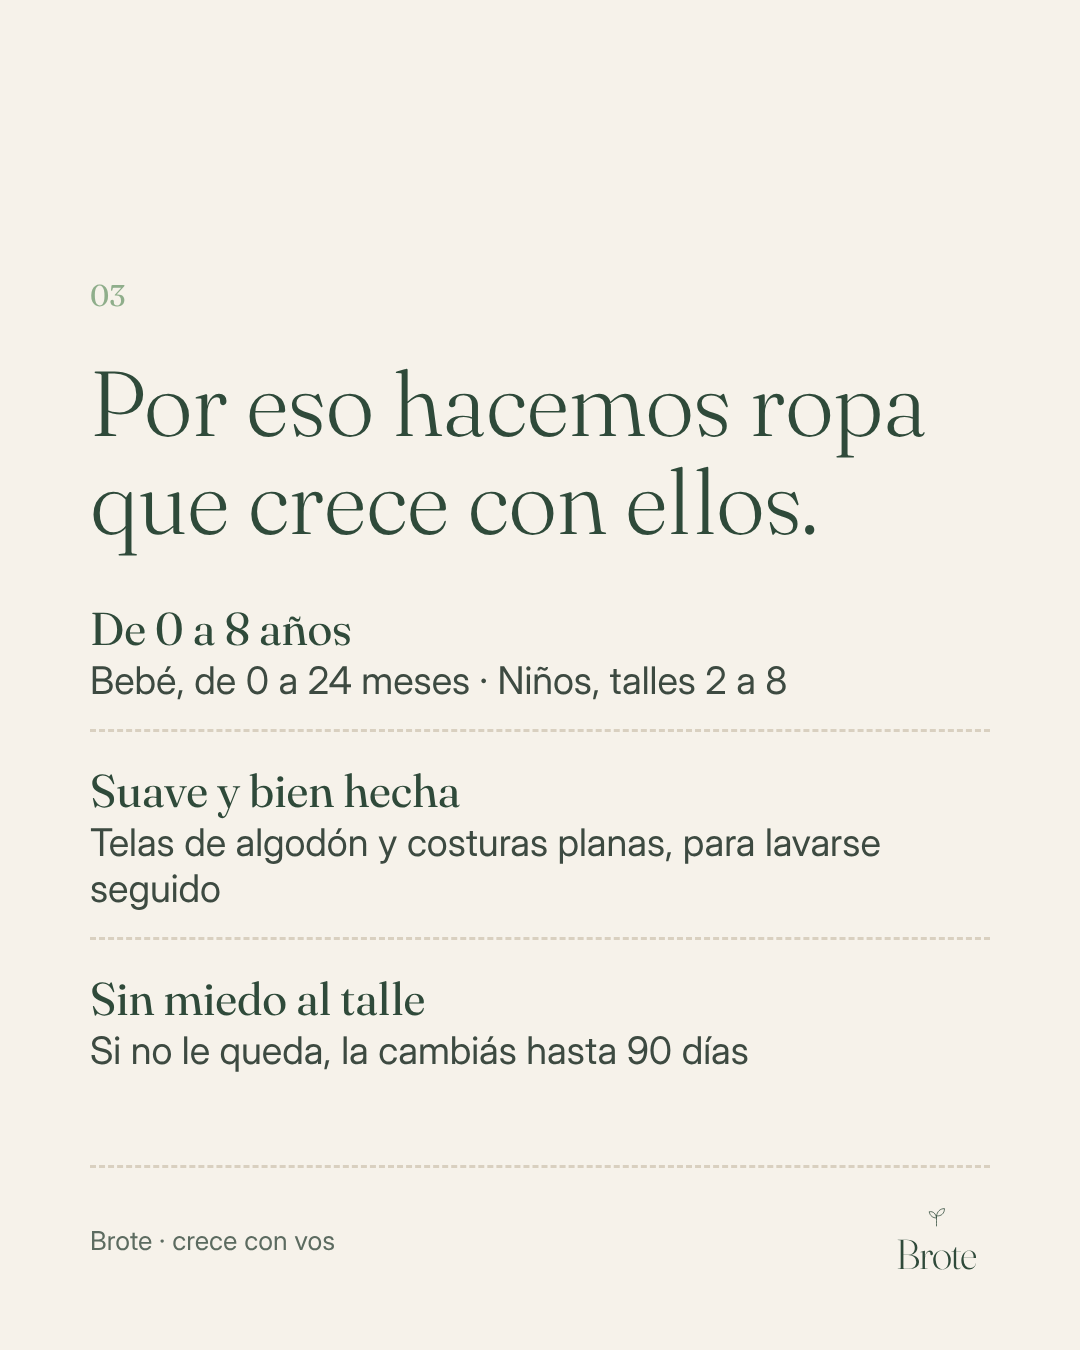 03
Por eso hacemos ropa
que crece con ellos.
De 0 a 8 años
Bebé, de 0 a 24 meses · Niños, talles 2 a 8
Suave y bien hecha
Telas de algodón y costuras planas, para lavarse
seguido
Sin miedo al talle
Si no le queda, la cambiás hasta 90 días
Brote · crece con vos
Brote